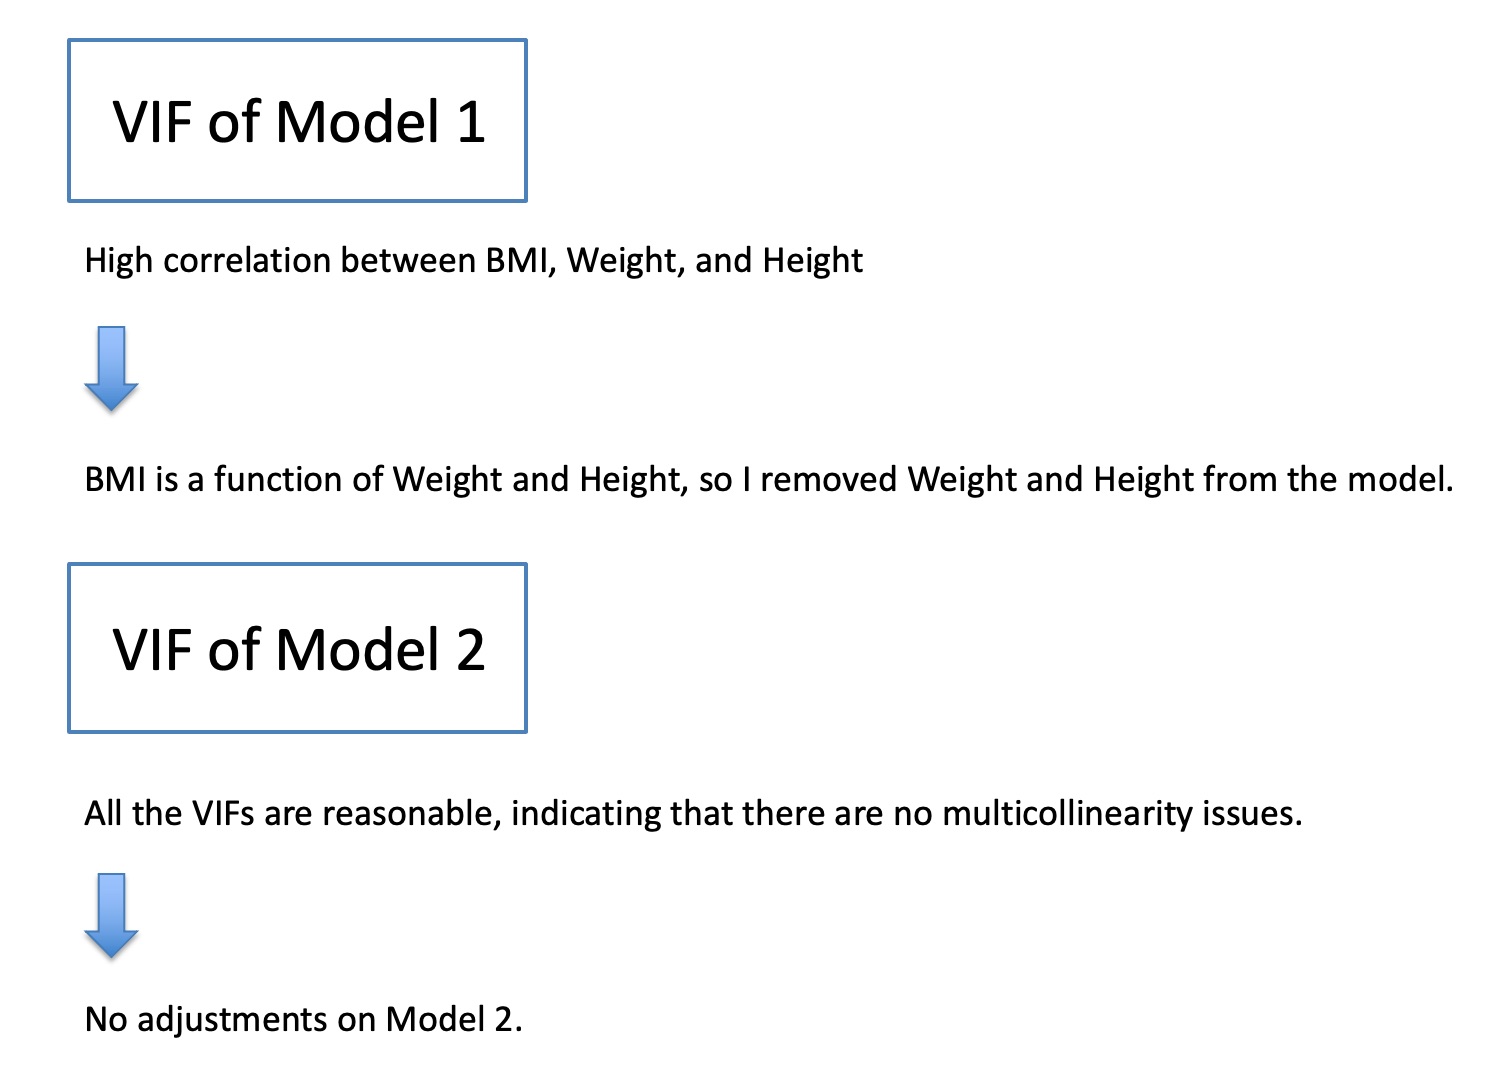 VIF of Model 1
High correlation between BMI, Weight, and Height
BMI is a function of Weight and Height, so I removed Weight and Height from the model.
VIF of Model 2
All the VIFs are reasonable, indicating that there are no multicollinearity issues.
No adjustments on Model 2.